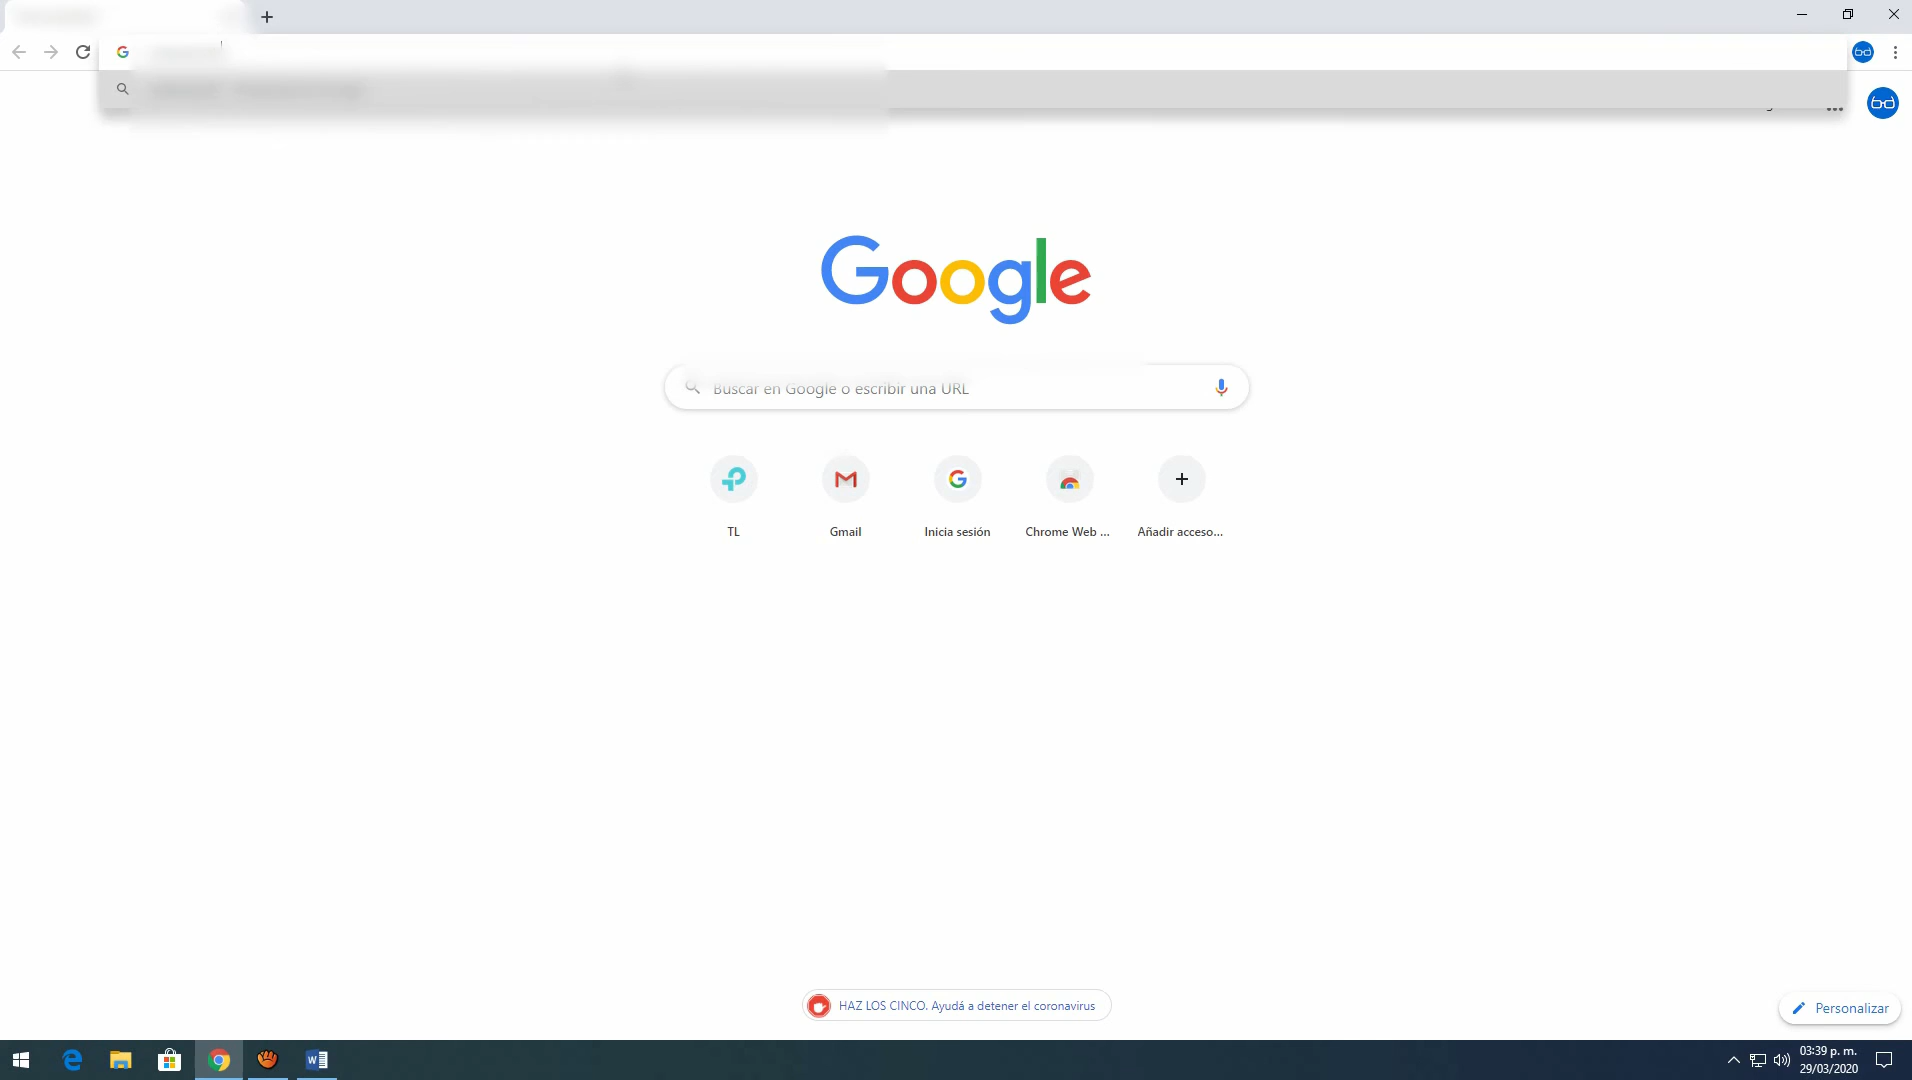 Google
Buscar en Google o escribir una URL
TL
Gmail
Inicia sesión
Chrome Web ...
Añadir acceso...
HAZ LOS CINCO. Ayudá a detener el coronavirus
Personalizar
03:39 p. m.
29/03/2020